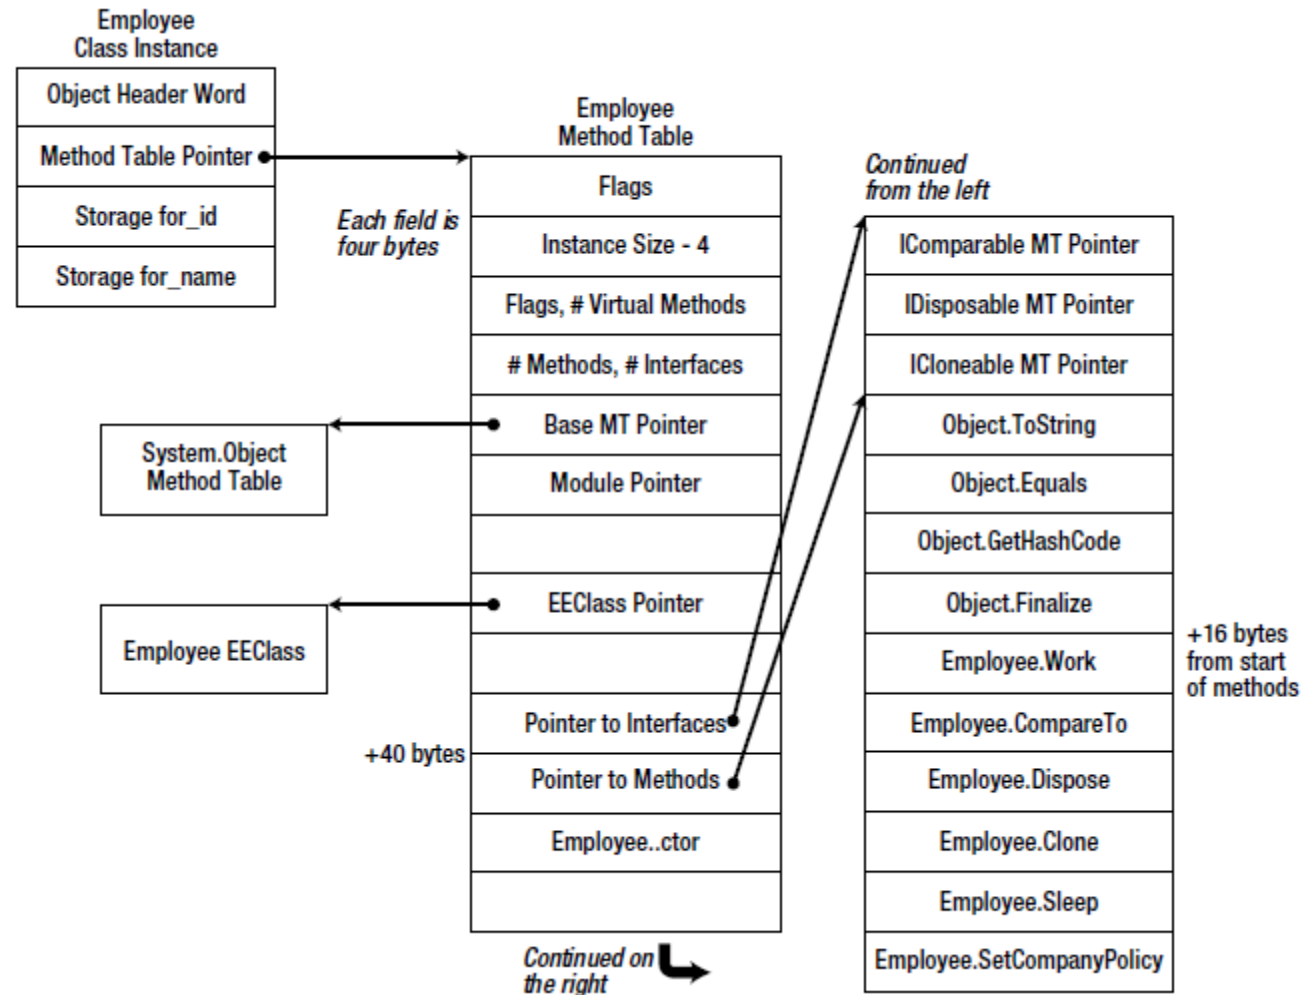 Employee
Class Instance
Object Header Word
Method Table Pointer
Storage for_id
Storage for_name
Each field is
four bytes
Employee
Method Table
Flags
Instance Size - 4
Flags, # Virtual Methods
# Methods, # Interfaces
Base MT Pointer
Module Pointer
EEClass Pointer
Pointer to Interfaces
+40 bytes
Pointer to Methods
Employee..ctor
Continued on
the right
System.Object
Method Table
Employee EEClass
Continued
from the left
IComparable MT Pointer
IDisposable MT Pointer
ICloneable MT Pointer
Object.ToString
Object.Equals
Object.GetHashCode
Object.Finalize
Employee.Work
Employee.CompareTo
Employee.Dispose
Employee.Clone
Employee.Sleep
Employee.SetCompanyPolicy
+16 bytes
from start
of methods